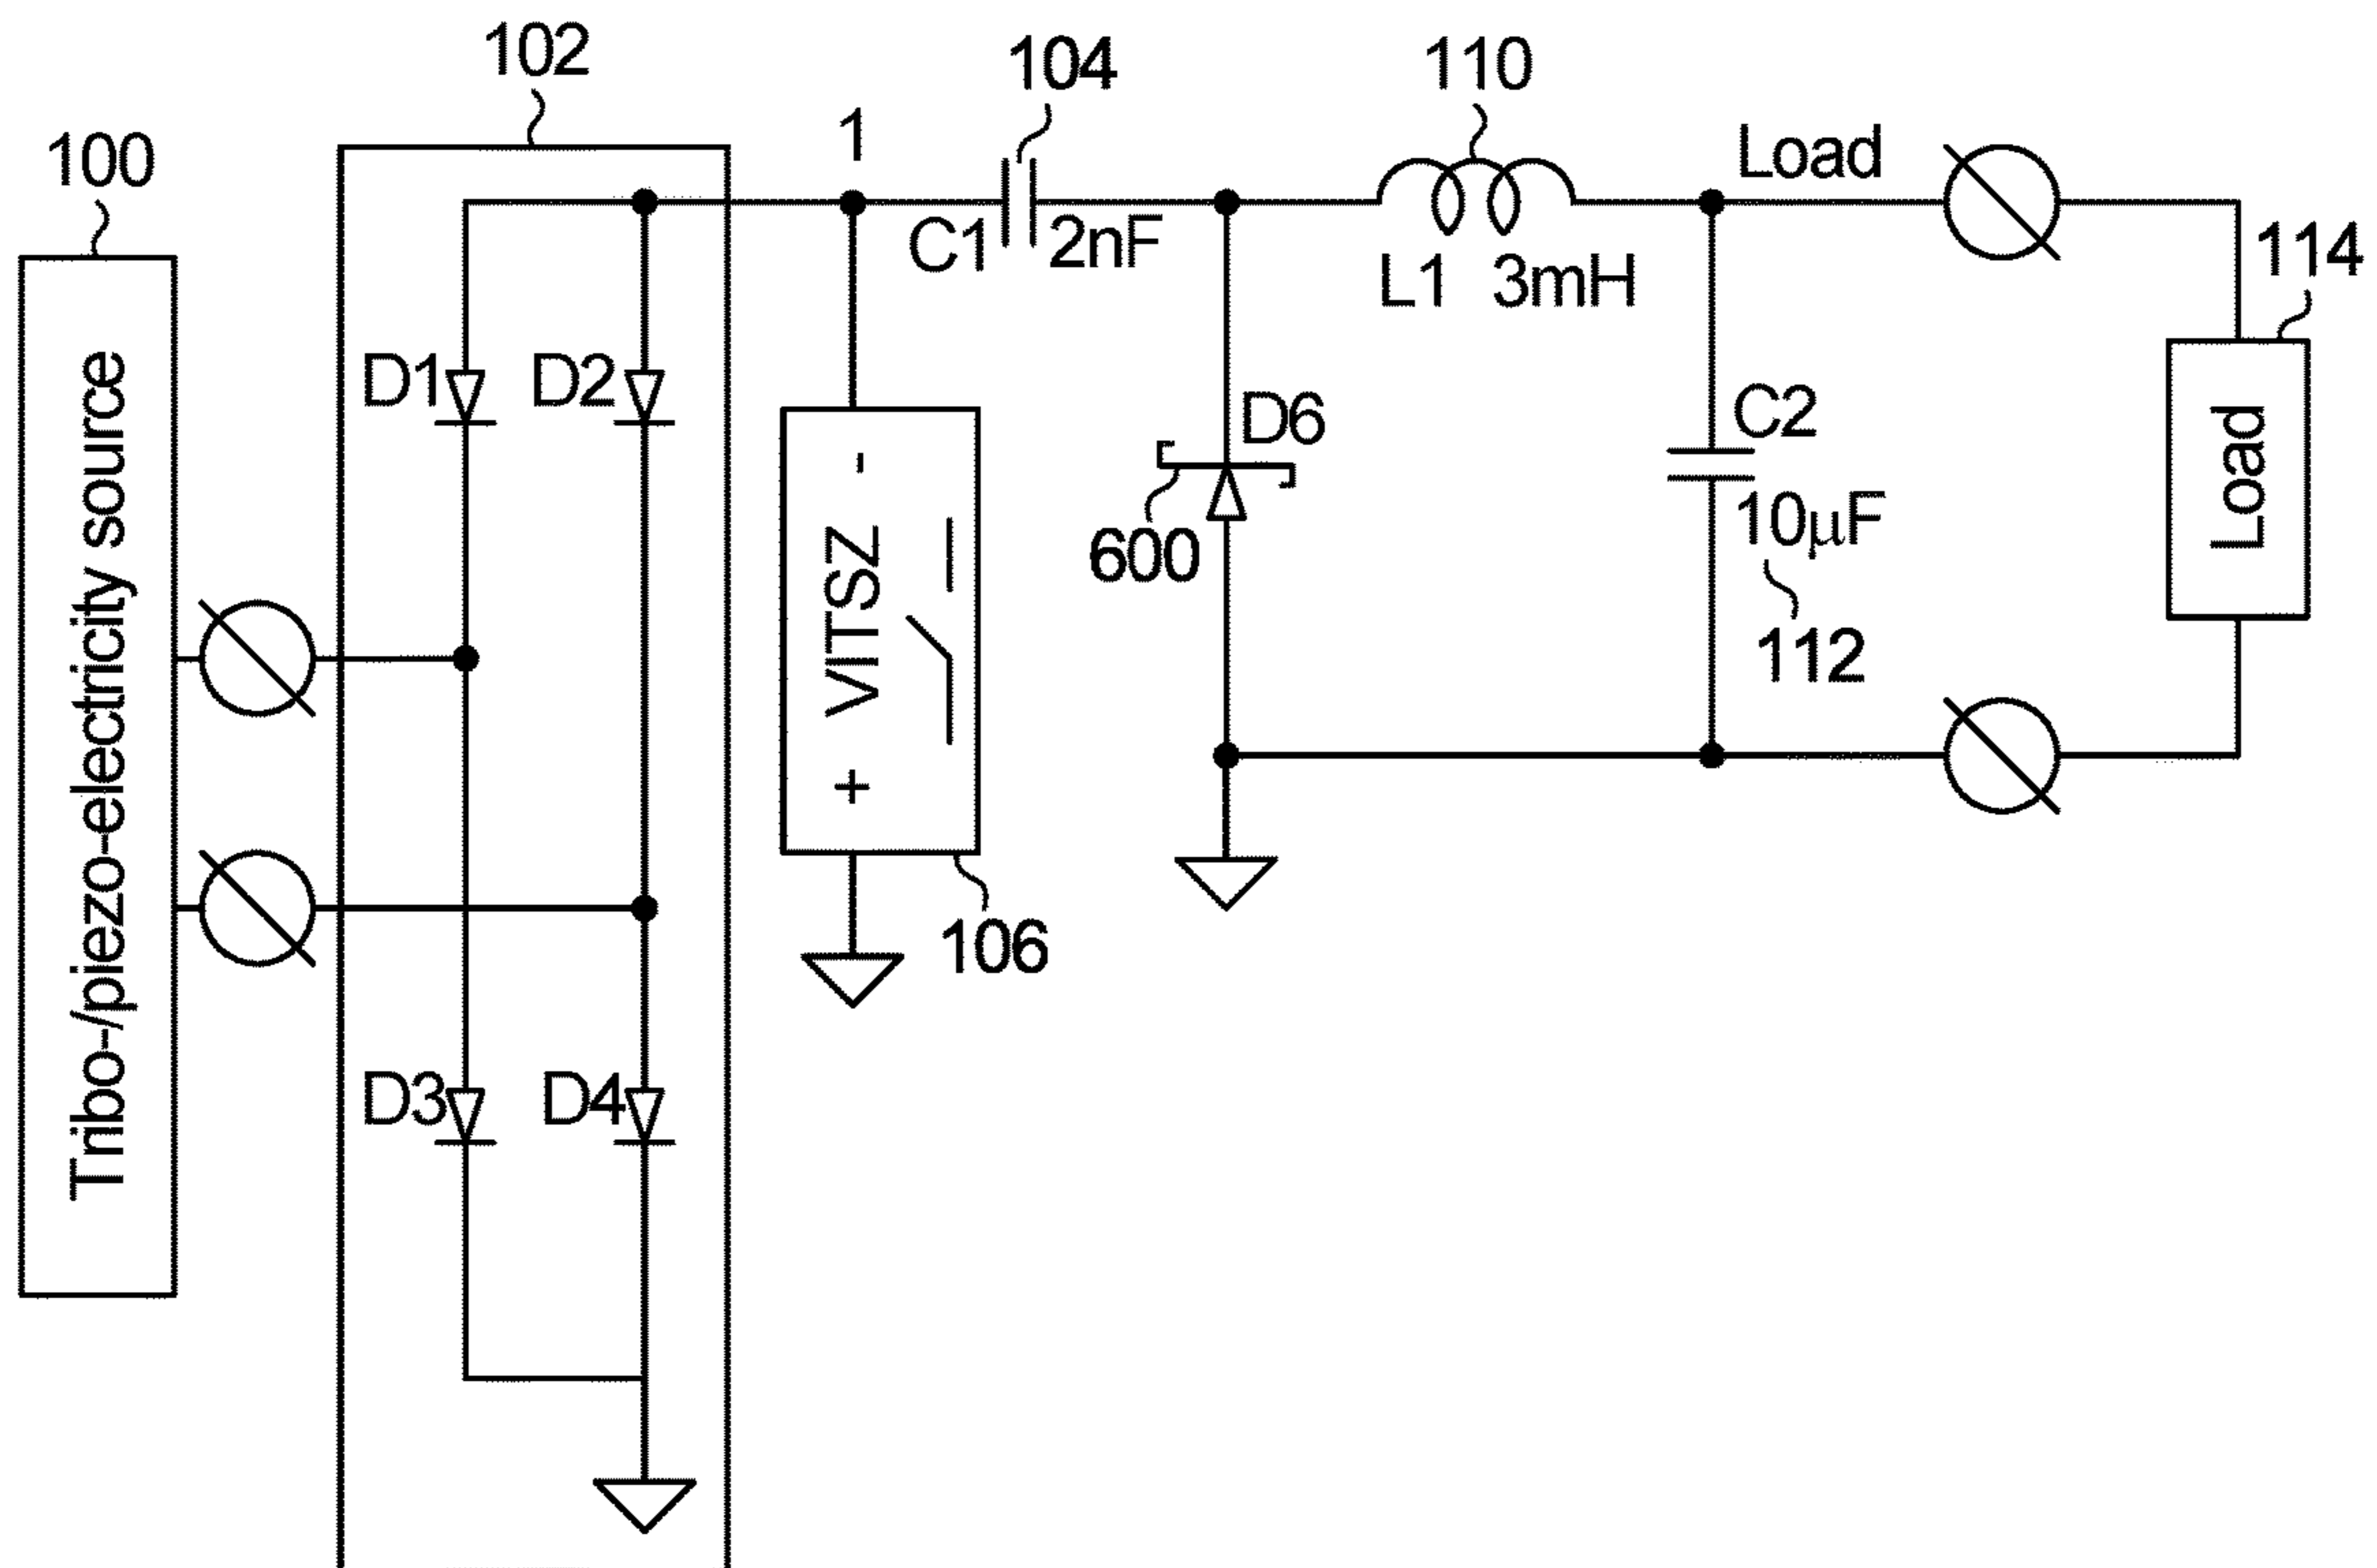 102
104
110
1
Load
100
114
C1
2nF
L1 3mH
D1
D2
D6
C2
Load
Tribo-/piezo-electricity source
+ VITSZ -
600
10µF
112
106
D3
D4